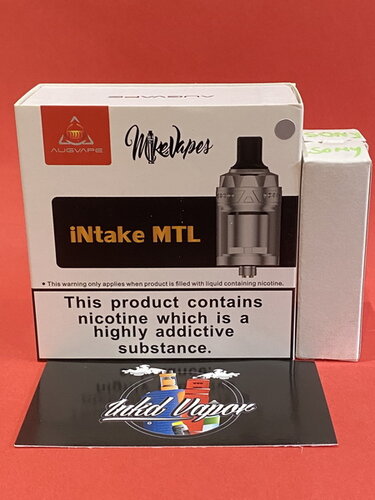 AUGVAPE
AUGVAPE
MikeVapes
iNtake MTL
• This warning only applies when product is filled with liquid containing nicotine.
This product contains
nicotine which is a
highly addictive
substance.
Inkd Vapor